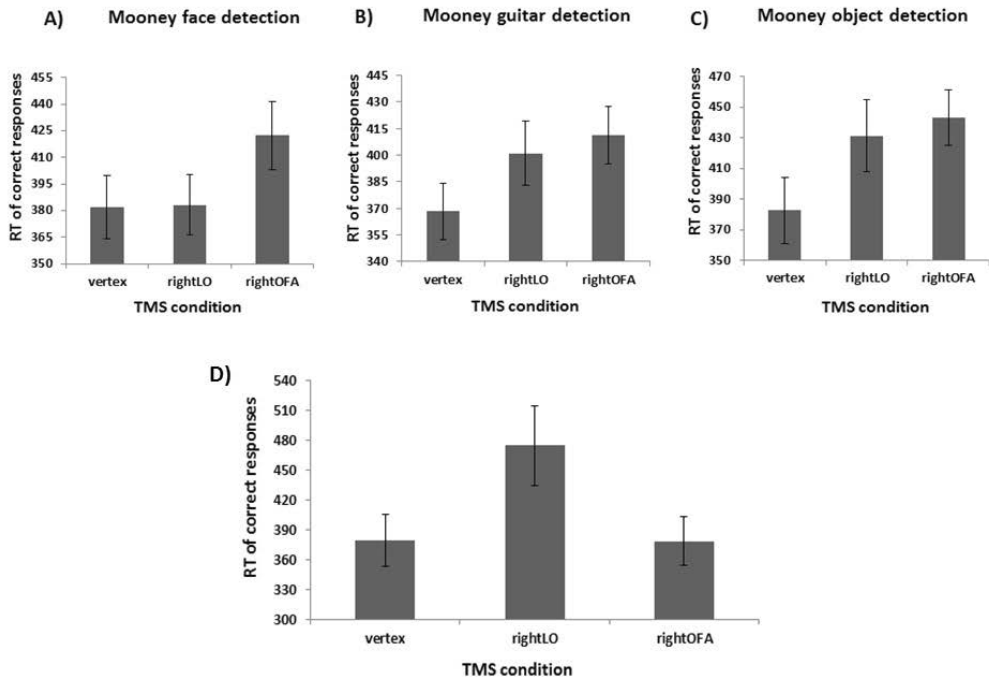 A) Mooney face detection
RT of correct responses
455
440
425
410
395
380
365
350
vertex rightLO rightOFA
TMS condition
B) Mooney guitar detection
RT of correct responses
445
430
415
400
385
370
355
340
vertex rightLO rightOFA
TMS condition
C) Mooney object detection
RT of correct responses
470
450
430
410
390
370
350
vertex rightLO rightOFA
TMS condition
D)
RT of correct responses
540
510
480
450
420
390
360
330
300
vertex rightLO rightOFA
TMS condition